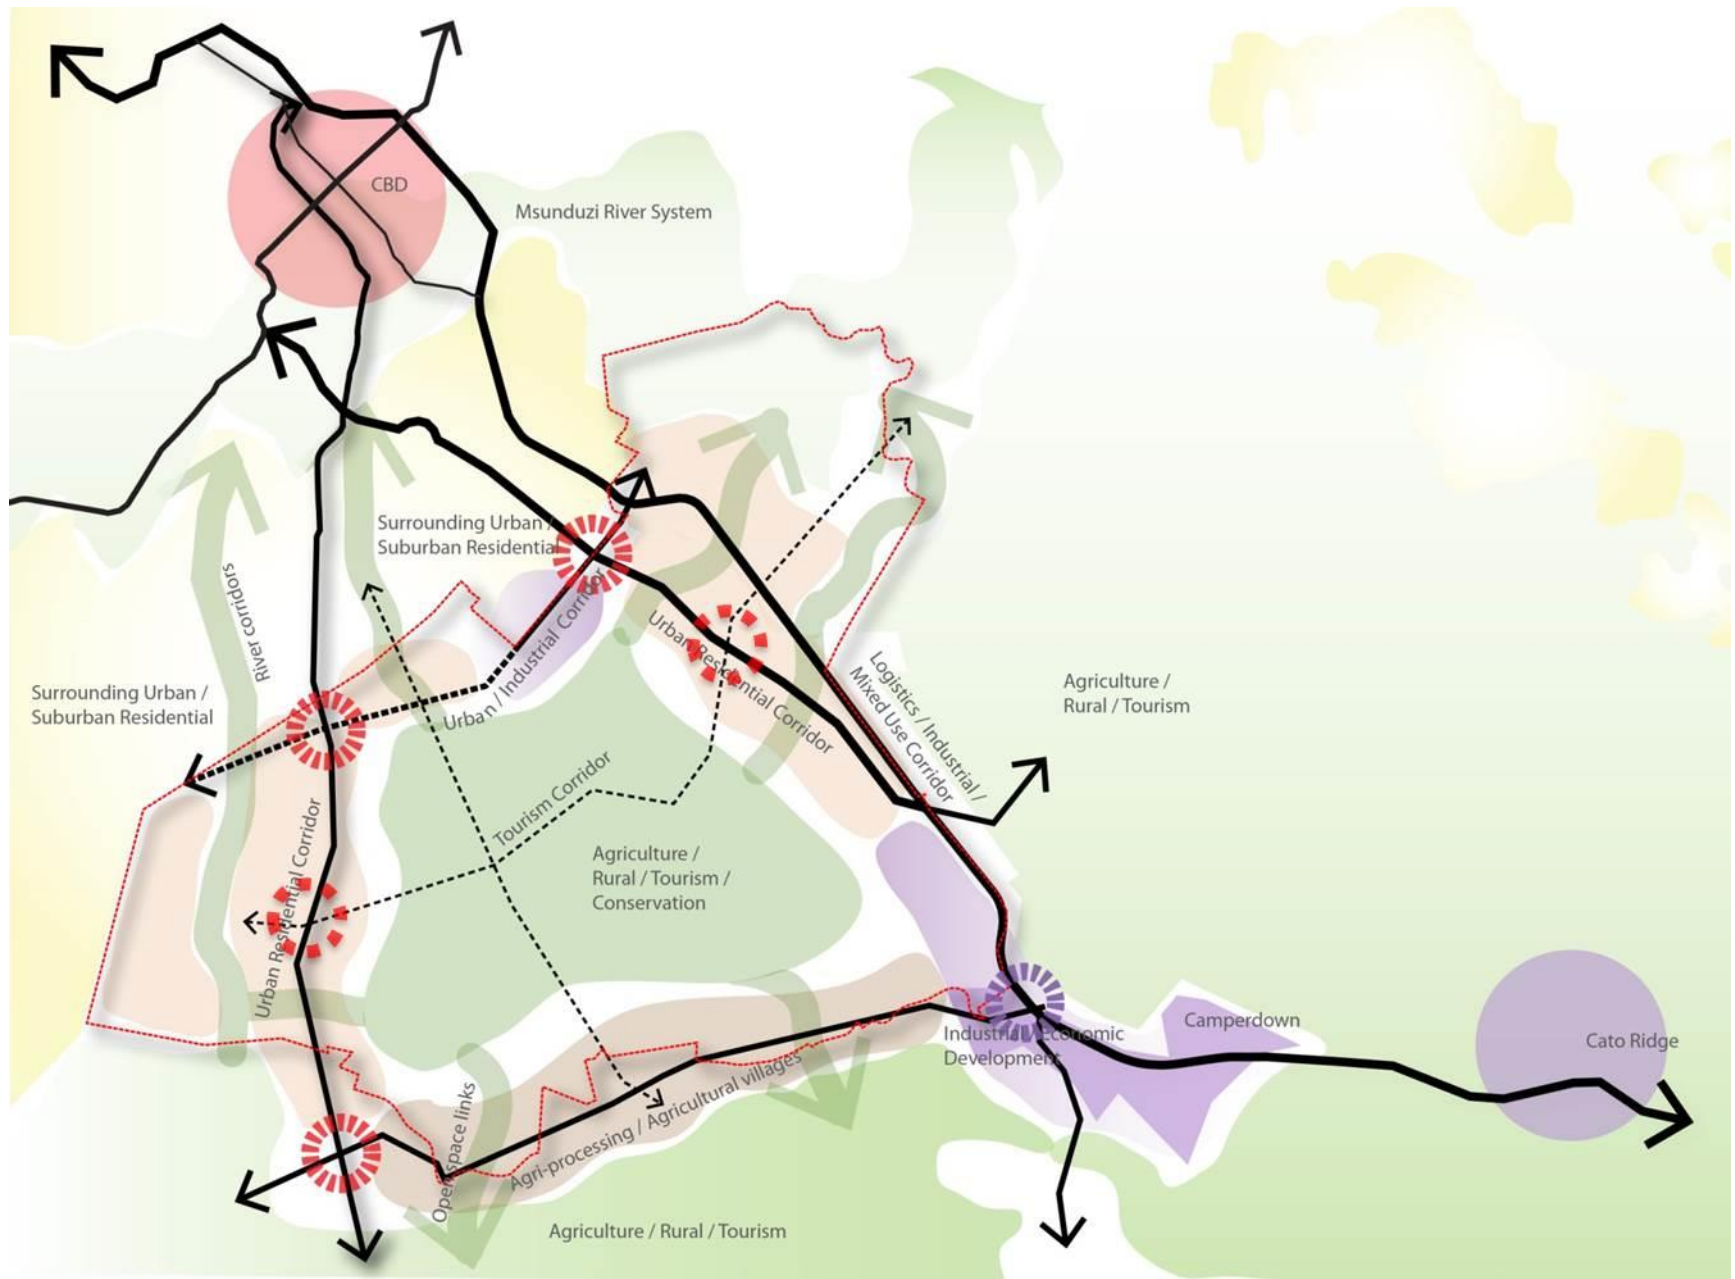 CBD
Msunduzi River System
Surrounding Urban /
Suburban Residential
River corridors
Urban / Industrial Corridor
Urban Residential Corridor
Logistics / Industrial /
Mixed Use Corridor
Agriculture /
Rural / Tourism
Surrounding Urban /
Suburban Residential
Tourism Corridor
Urban Residential Corridor
Agriculture /
Rural / Tourism /
Conservation
Industrial / Economic
Development
Camperdown
Cato Ridge
Open space links
Agri-processing / Agricultural villages
Agriculture / Rural / Tourism